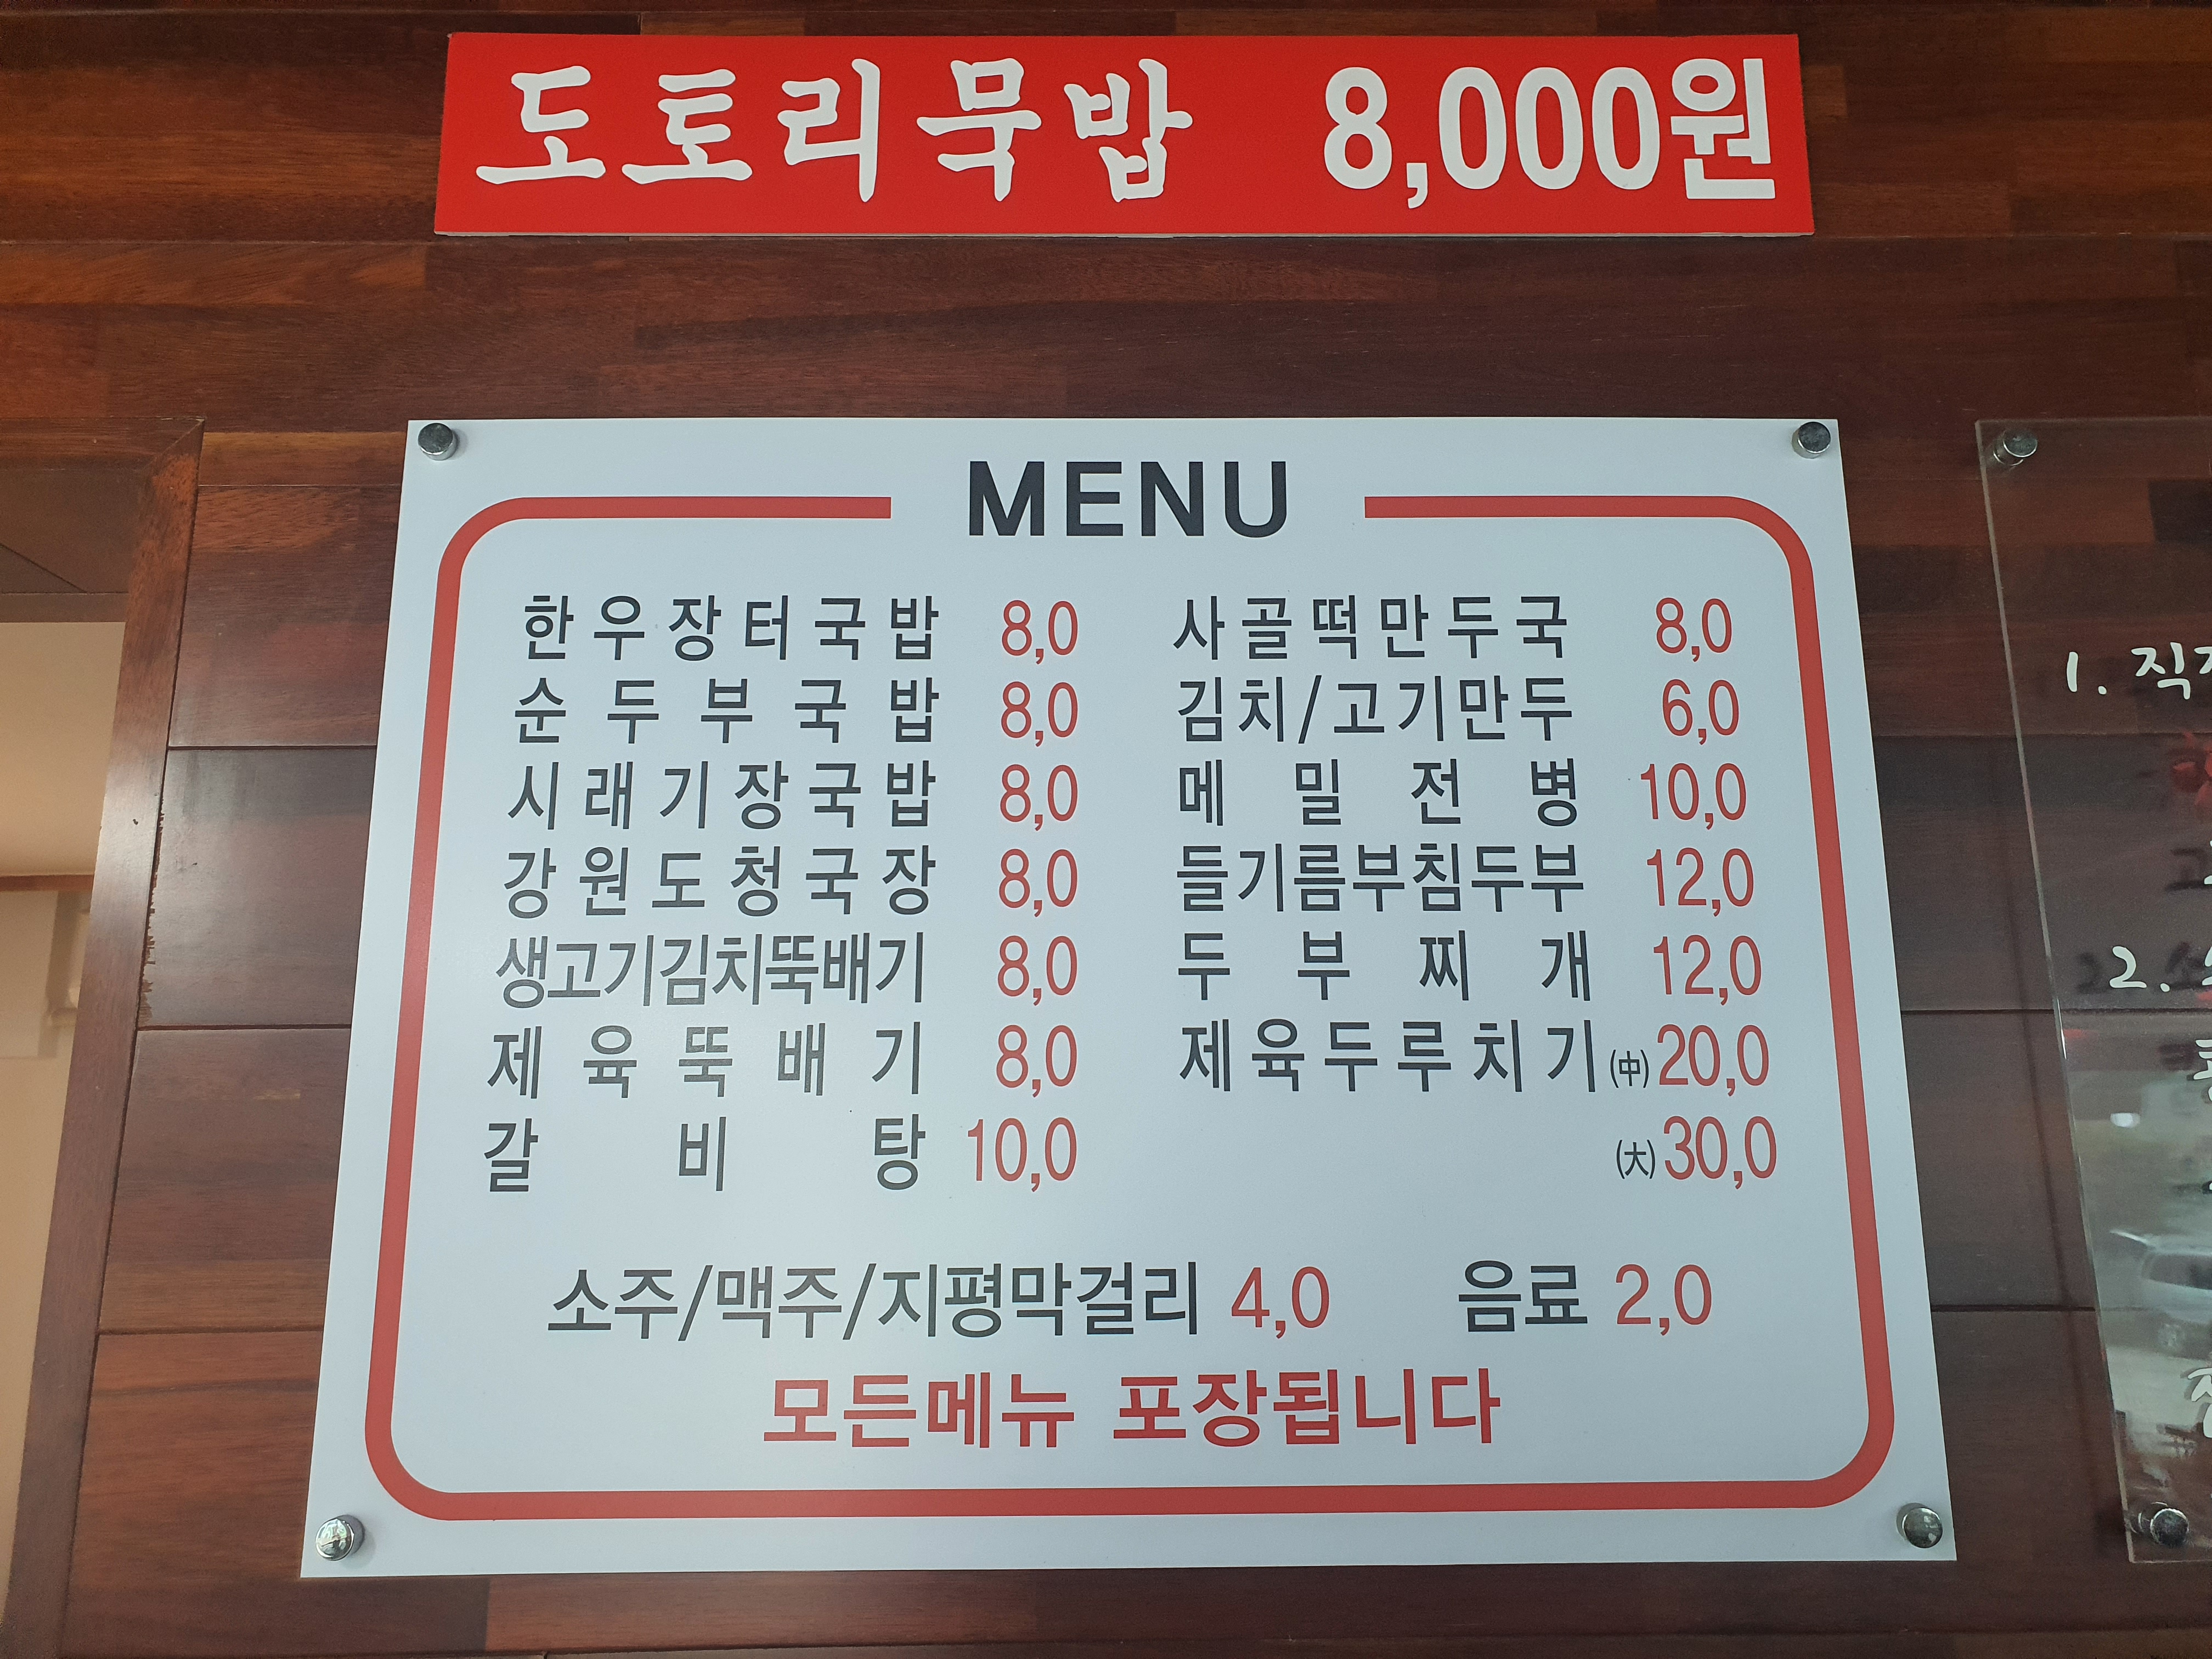 도토리묵밥 8,000원
MENU
한우장터국밥 8,0
순두부국밥 8,0
시래기장국밥 8,0
강원도청국장 8,0
생고기김치뚝배기 8,0
제육뚝배기 8,0
갈비탕 10,0
사골떡만두국 8,0
김치/고기만두 6,0
메밀전병 10,0
들기름부침두부 12,0
두부찌개 12,0
제육두루치기(中) 20,0
(大) 30,0
소주/맥주/지평막걸리 4,0 음료 2,0
모든메뉴 포장됩니다
1.
2.